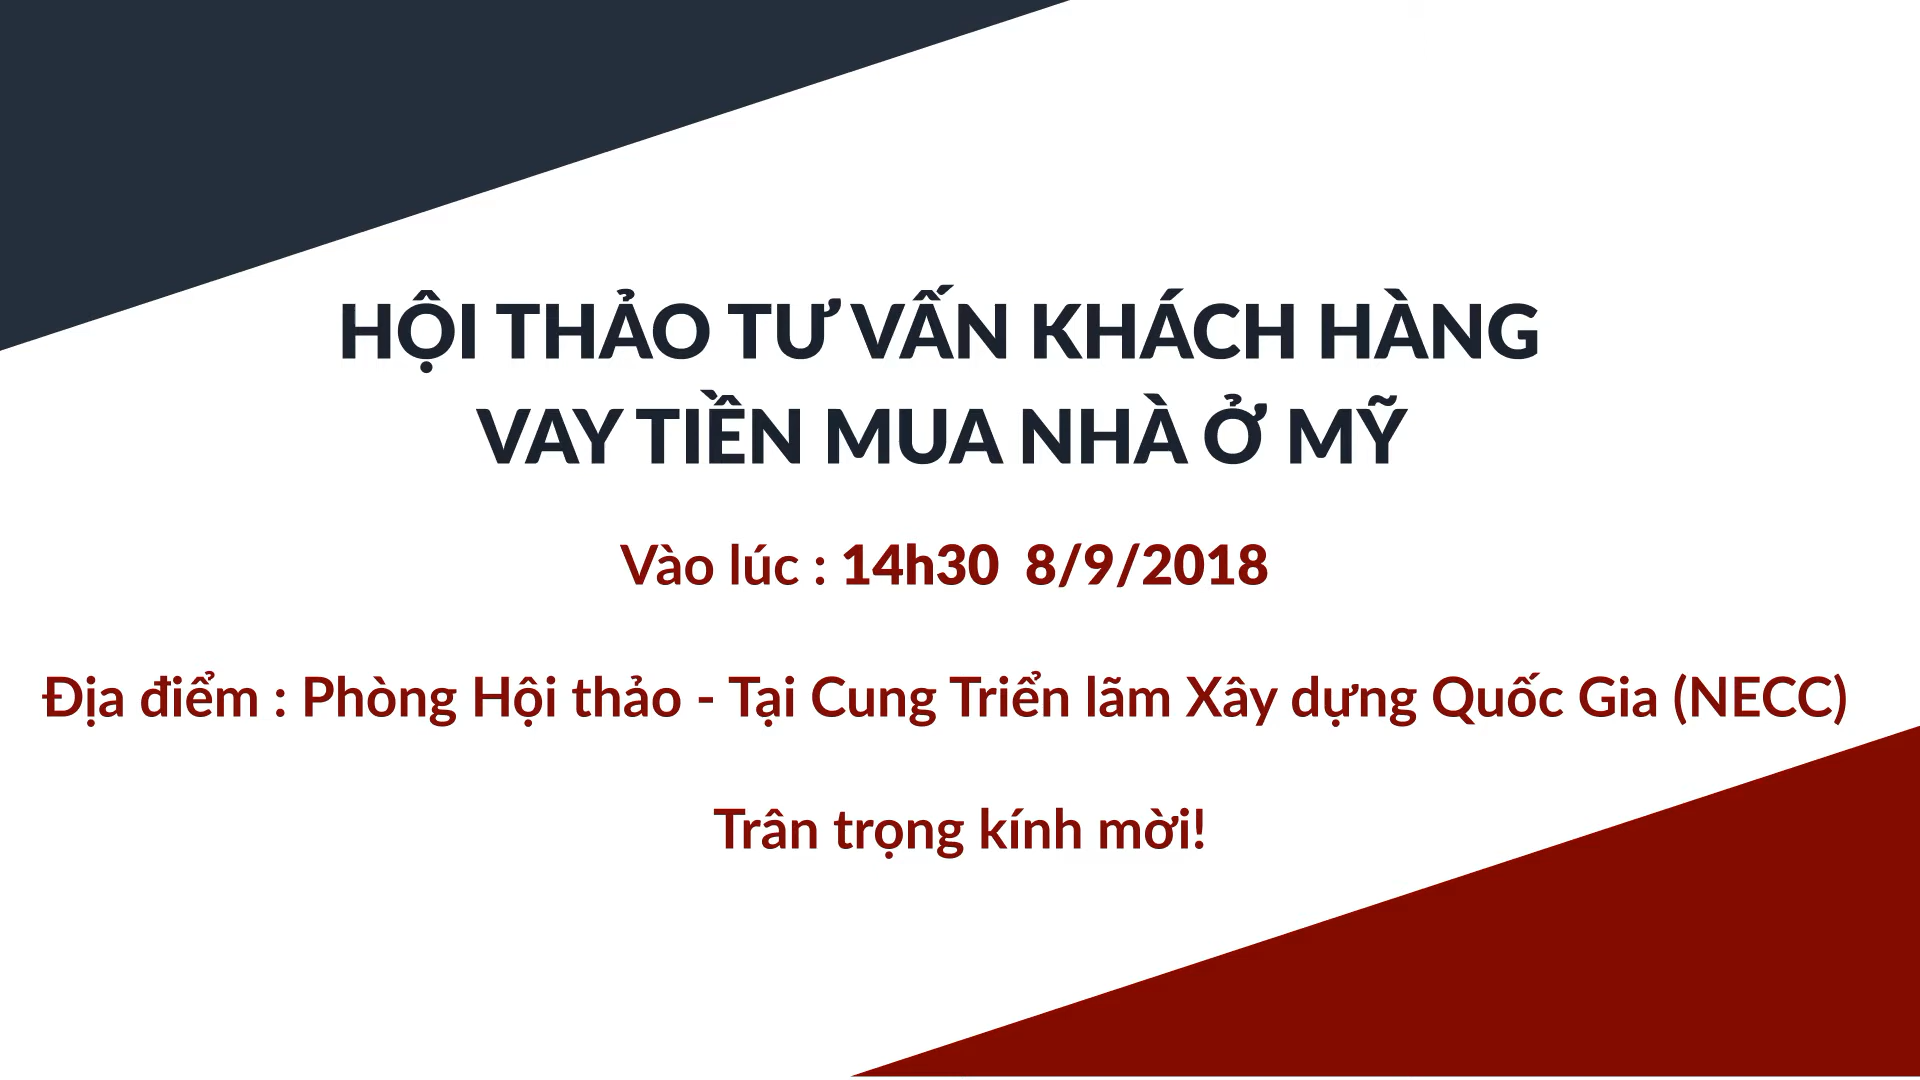 HỘI THẢO TƯ VẤN KHÁCH HÀNG
VAY TIỀN MUA NHÀ Ở MỸ
Vào lúc : 14h30 8/9/2018
Địa điểm : Phòng Hội thảo - Tại Cung Triển lãm Xây dựng Quốc Gia (NECC)
Trân trọng kính mời!